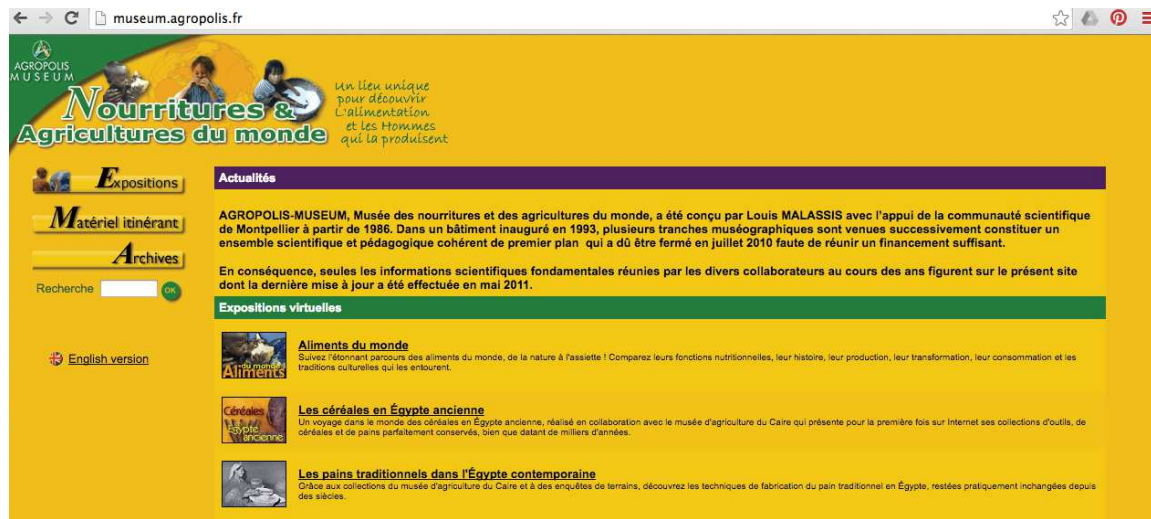 museum.agropolis.fr
AGROPOLIS
MUSEUM
Nourritures &
Agricultures du monde
Un lieu unique
pour découvrir
L'alimentation
et les Hommes
qui la produisent
Expositions
Matériel itinérant
Archives
Recherche OK
English version
Actualités
AGROPOLIS-MUSEUM, Musée des nourritures et des agricultures du monde, a été conçu par Louis MALASSIS avec l'appui de la communauté scientifique
de Montpellier à partir de 1986. Dans un bâtiment inauguré en 1993, plusieurs tranches muséographiques sont venues successivement constituer un
ensemble scientifique et pédagogique cohérent de premier plan qui a dû être fermé en juillet 2010 faute de réunir un financement suffisant.
En conséquence, seules les informations scientifiques fondamentales réunies par les divers collaborateurs au cours des ans figurent sur le présent site
dont la dernière mise à jour a été effectuée en mai 2011.
Expositions virtuelles
Aliments du monde
Suivez l'étonnant parcours des aliments du monde, de la nature à l'assiette ! Comparez leurs fonctions nutritionnelles, leur histoire, leur production, leur transformation, leur consommation et les
traditions culturelles qui les entourent.
du monde
Aliments
Les céréales en Égypte ancienne
Un voyage dans le monde des céréales en Égypte ancienne, réalisé en collaboration avec le musée d'agriculture du Caire qui présente pour la première fois sur Internet ses collections d'outils, de
céréales et de pains parfaitement conservés, bien que datant de milliers d'années.
Céréales
Egypte
ancienne
Les pains traditionnels dans l'Égypte contemporaine
Grâce aux collections du musée d'agriculture du Caire et à des enquêtes de terrains, découvrez les techniques de fabrication du pain traditionnel en Égypte, restées pratiquement inchangées depuis
des siècles.